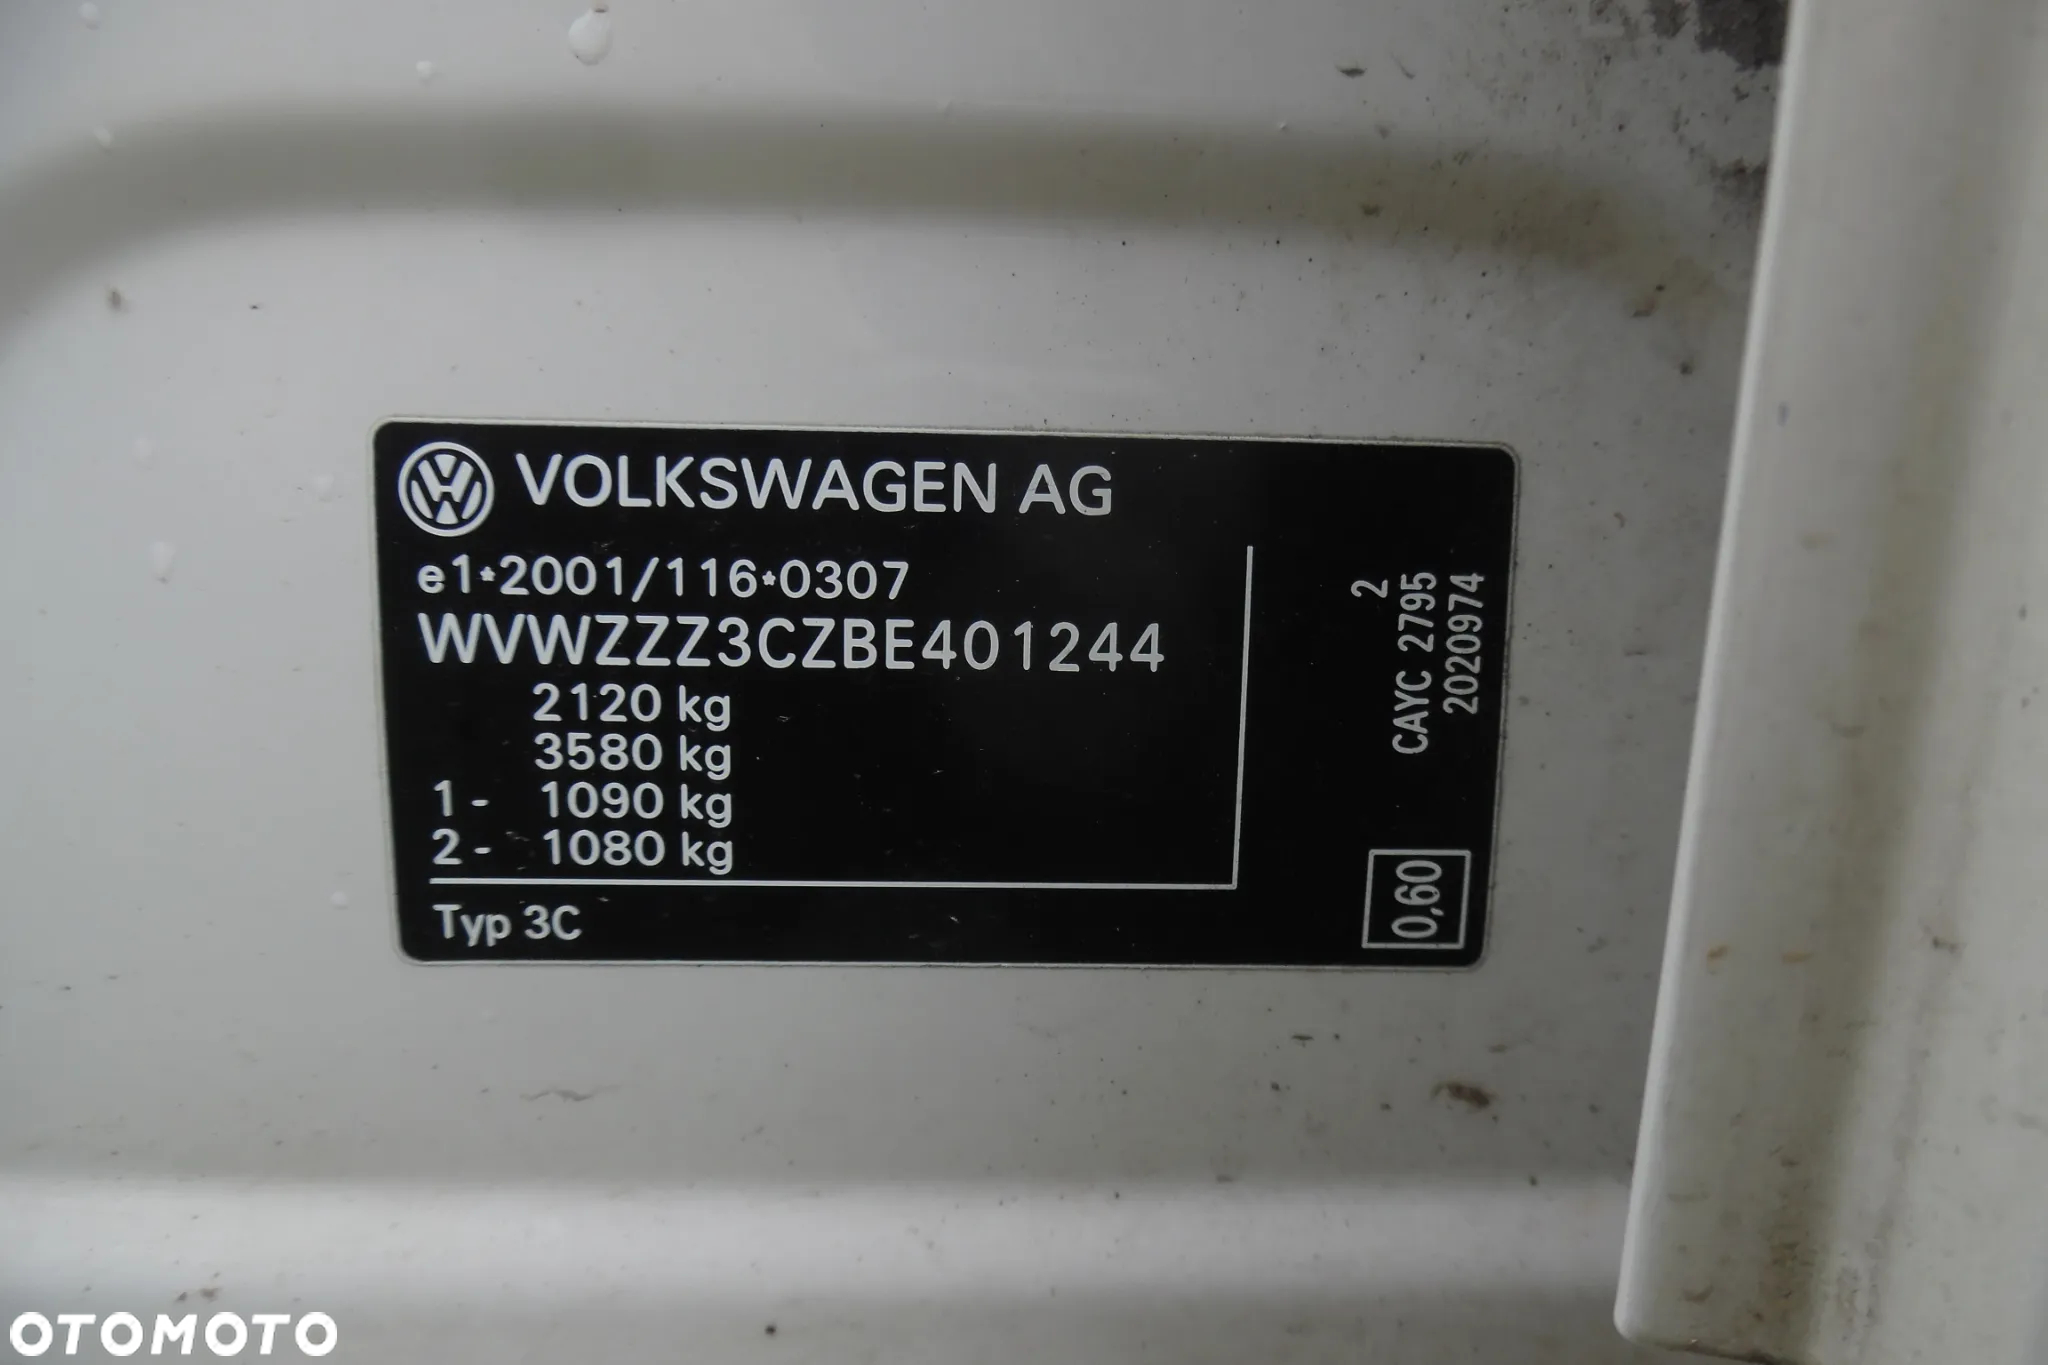 VOLKSWAGEN AG
e1*2001/116*0307
WVWZZZ3CZBE401244
2120 kg
3580 kg
1- 1090 kg
2- 1080 kg
Typ 3C
2
CAYC 2795
2020974
0,60
OTOMOTO